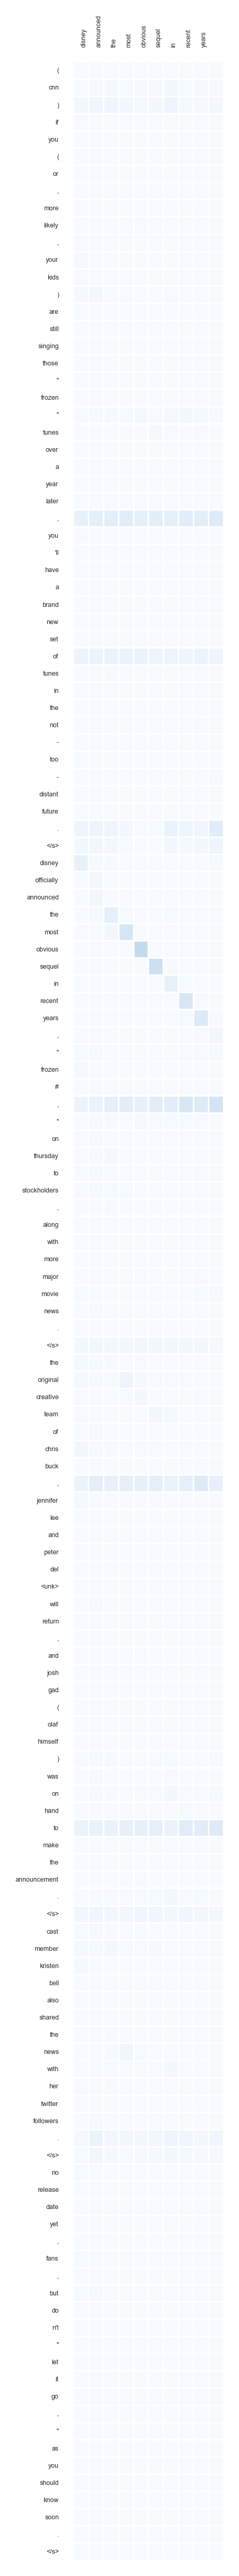 disney
announced
the
most
obvious
sequel
in
recent
years
.
(
cnn
)
if
you
(
or
,
more
likely
,
your
kids
)
are
still
singing
those
"
frozen
"
tunes
over
a
year
later
,
you
'll
have
a
brand
new
set
of
tunes
in
the
not
-
too
-
distant
future
.
</s>
disney
officially
announced
the
most
obvious
sequel
in
recent
years
,
"
frozen
#
,
"
on
thursday
to
stockholders
,
along
with
more
major
movie
news
.
</s>
the
original
creative
team
of
chris
buck
,
jennifer
lee
and
peter
del
<unk>
will
return
,
and
josh
gad
(
olaf
himself
)
was
on
hand
to
make
the
announcement
.
</s>
cast
member
kristen
bell
also
shared
the
news
with
her
twitter
followers
.
</s>
no
release
date
yet
,
fans
,
but
do
n't
"
let
it
go
,
"
as
you
should
know
soon
.
</s>